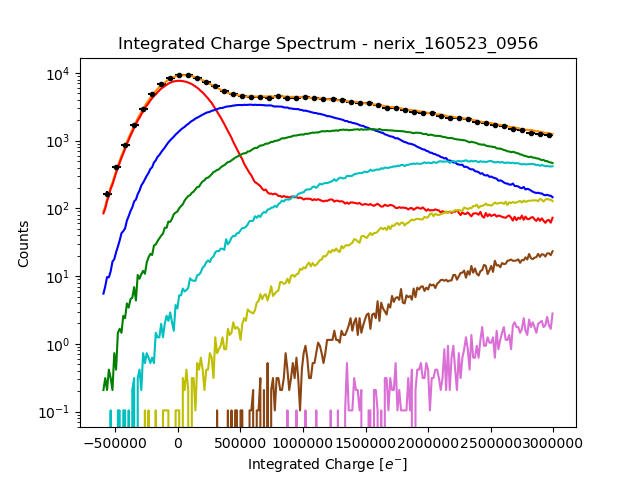 Integrated Charge Spectrum - nerix_160523_0956
Counts
10⁴
10³
10²
10¹
10⁰
10⁻¹
−500000 0 500000 1000000 1500000 2000000 2500000 3000000
Integrated Charge [e⁻]